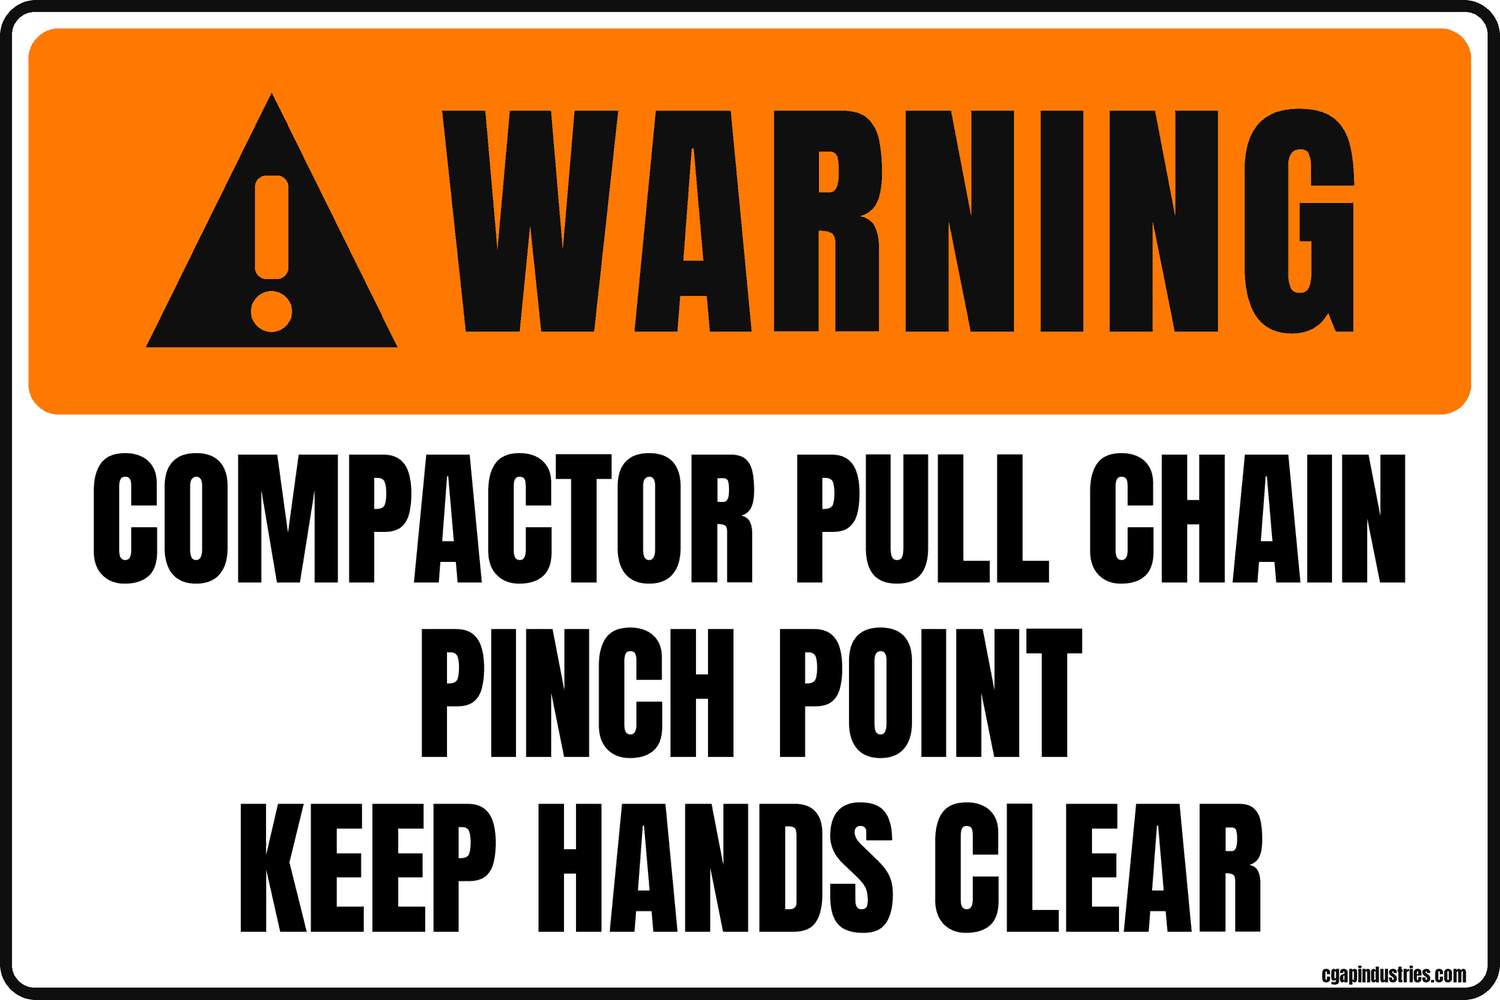 WARNING
COMPACTOR PULL CHAIN
PINCH POINT
KEEP HANDS CLEAR
cgapindustries.com